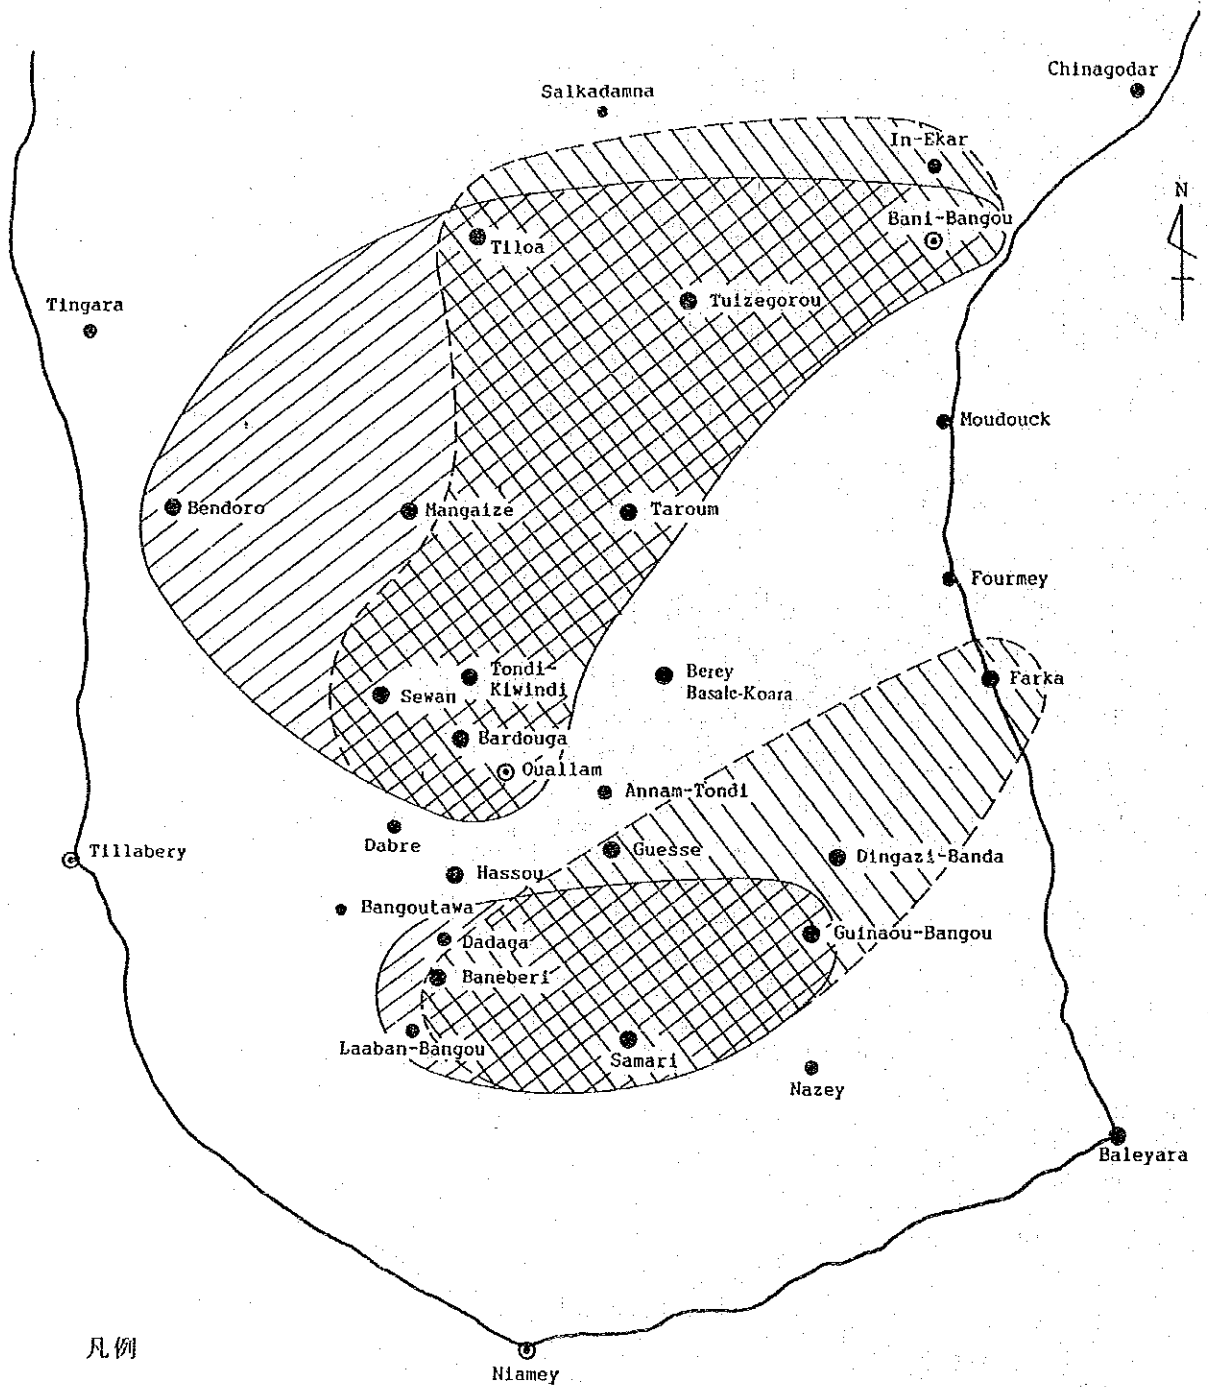 Chinagodar
Salkadamna
In-Ekar
N
Bani-Bangou
Tiloa
Tuizegorou
Tingara
Moudouck
Bendoro
Mangaize
Taroum
Fourmey
Tondi-
Kiwindi
Berey
Basale-Koara
Farka
Sewan
Bardouga
Ouallam
Annam-Tondi
Dabre
Tillabery
Guesse
Dingazi-Banda
Hassou
Bangoutawa
Guinaou-Bangou
Dadaga
Baneberi
Laaban-Bangou
Samari
Nazey
Baleyara
凡例
Niamey